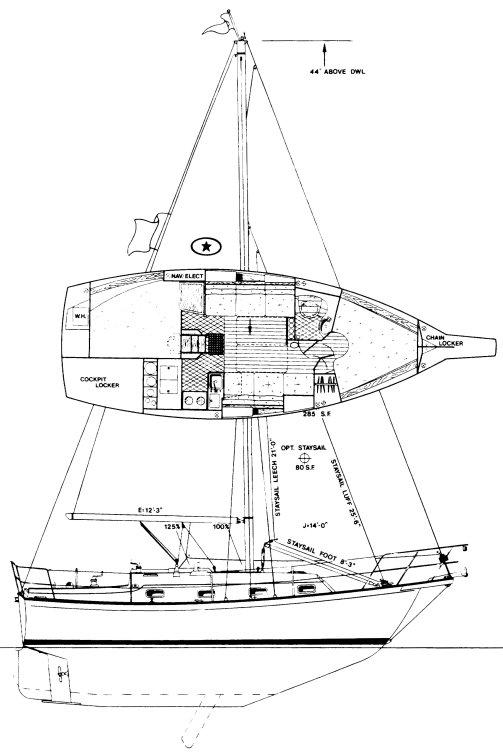 44' ABOVE DWL
NAV. ELECT
W.H.
CHAIN
LOCKER
COCKPIT
LOCKER
285 S.F.
OPT. STAYSAIL
80 S.F.
STAYSAIL LEECH 21'-0"
STAYSAIL LUFF 25'-6
E=12'-3"
125%
100%
J=14'-0"
STAYSAIL FOOT 8'-3"